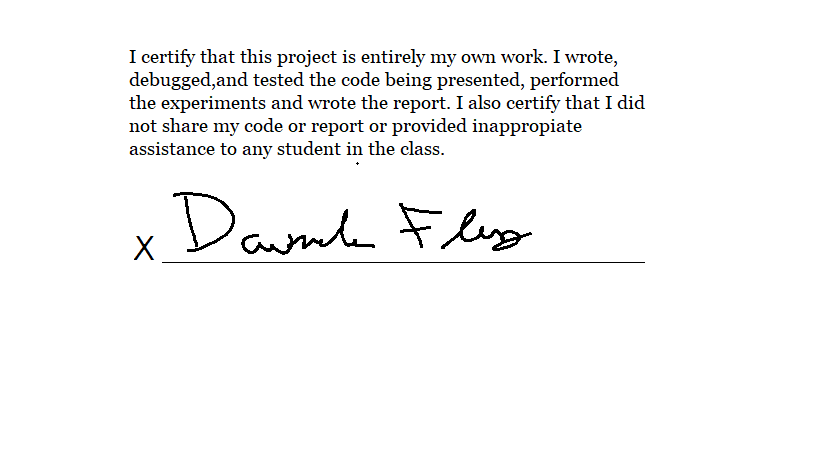 I certify that this project is entirely my own work. I wrote,
debugged,and tested the code being presented, performed
the experiments and wrote the report. I also certify that I did
not share my code or report or provided inappropiate
assistance to any student in the class.
X